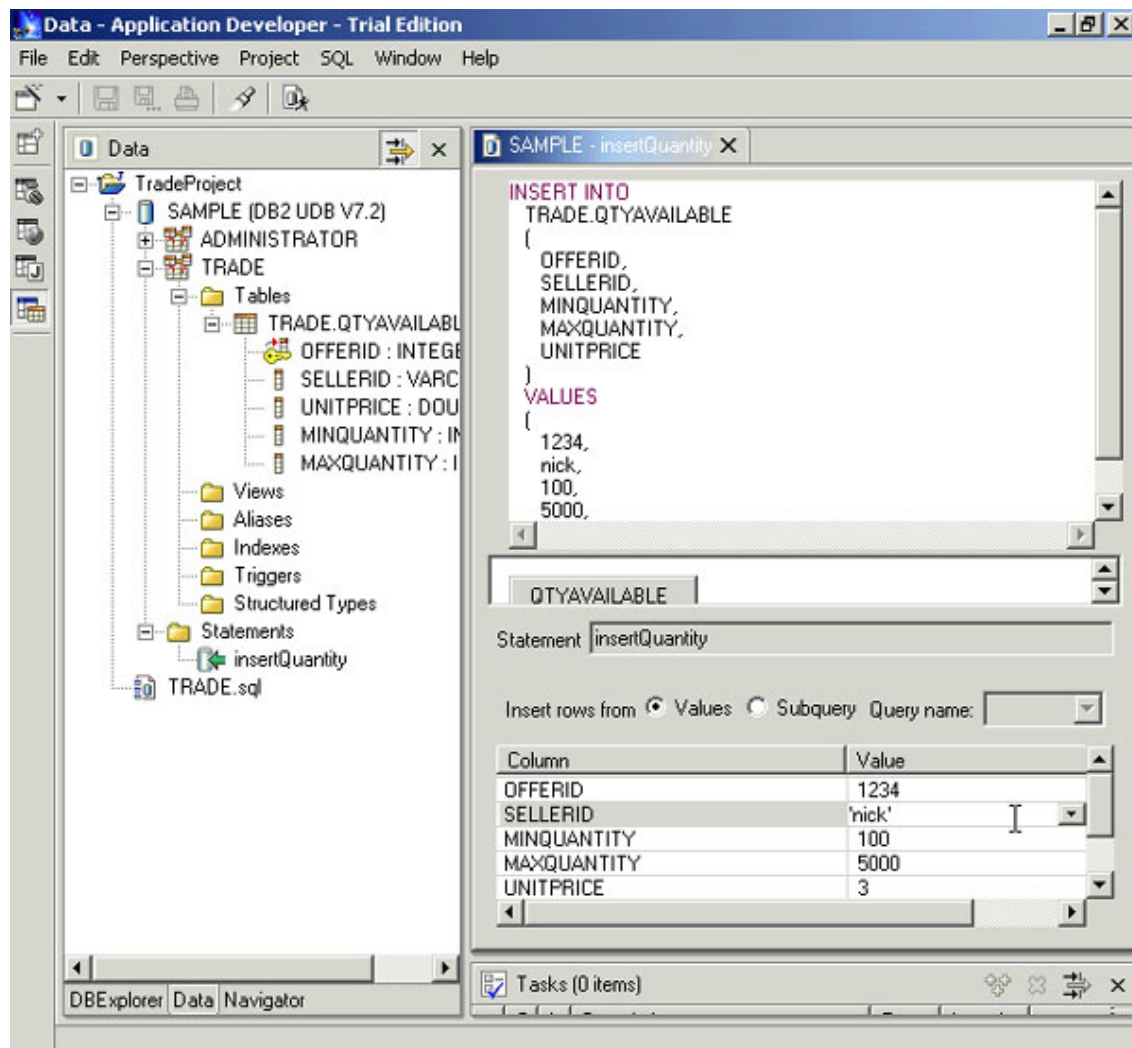 Data - Application Developer - Trial Edition
File Edit Perspective Project SQL Window Help
Data
TradeProject
SAMPLE (DB2 UDB V7.2)
ADMINISTRATOR
TRADE
Tables
TRADE.QTYAVAILABL
OFFERID : INTEGE
SELLERID : VARC
UNITPRICE : DOU
MINQUANTITY : IN
MAXQUANTITY : I
Views
Aliases
Indexes
Triggers
Structured Types
Statements
insertQuantity
TRADE.sql
DBExplorer Data Navigator
SAMPLE - insertQuantity
INSERT INTO
TRADE.QTYAVAILABLE
(
OFFERID,
SELLERID,
MINQUANTITY,
MAXQUANTITY,
UNITPRICE
)
VALUES
(
1234,
nick,
100,
5000,
QTYAVAILABLE
Statement insertQuantity
Insert rows from Values Subquery Query name:
Column Value
OFFERID 1234
SELLERID 'nick'
MINQUANTITY 100
MAXQUANTITY 5000
UNITPRICE 3
Tasks (0 items)